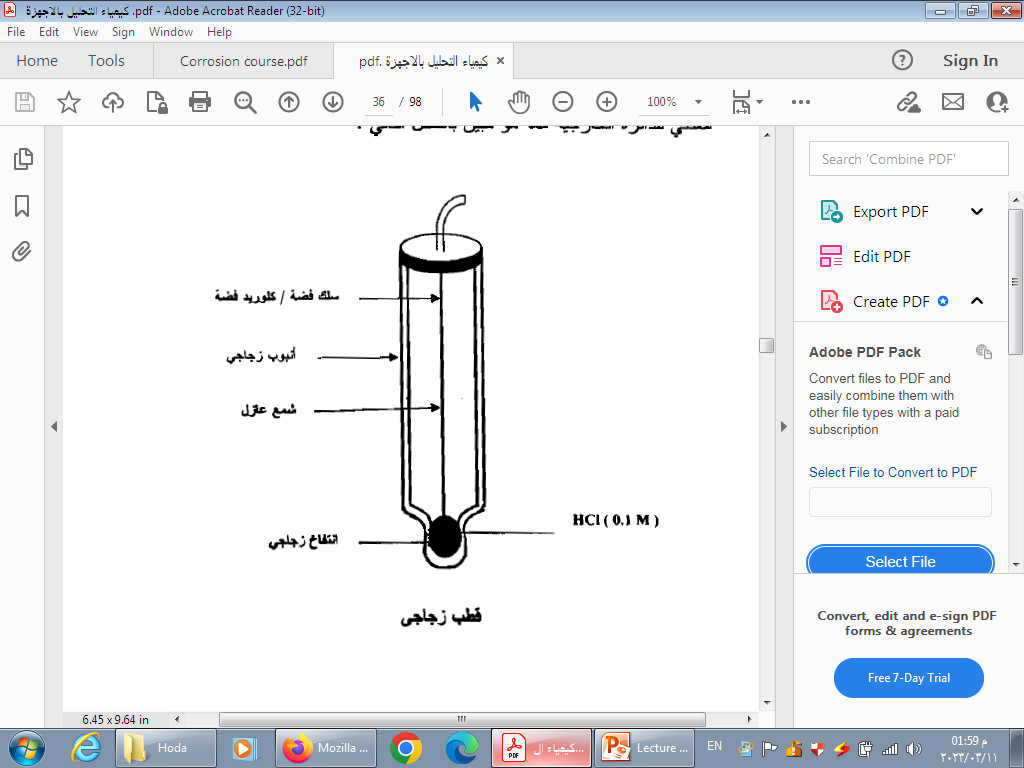 كيمياء التحليل بالاجهزة .pdf - Adobe Acrobat Reader (32-bit)
File Edit View Sign Window Help
Home Tools Corrosion course.pdf كيمياء التحليل بالاجهزة .pdf Sign In
36 / 98 100%
سلك فضة / كلوريد فضة
أنبوب زجاجي
شمع عازل
HCl ( 0.1 M )
انتفاخ زجاجي
قطب زجاجى
6.45 x 9.64 in
Search 'Combine PDF'
Export PDF
Edit PDF
Create PDF
Adobe PDF Pack
Convert files to PDF and
easily combine them with
other file types with a paid
subscription
Select File to Convert to PDF
Select File
Convert, edit and e-sign PDF
forms & agreements
Free 7-Day Trial
Hoda Mozilla ... كيمياء ال... Lecture ... EN 01:59 م
٢٠٢٣/٠٣/١١